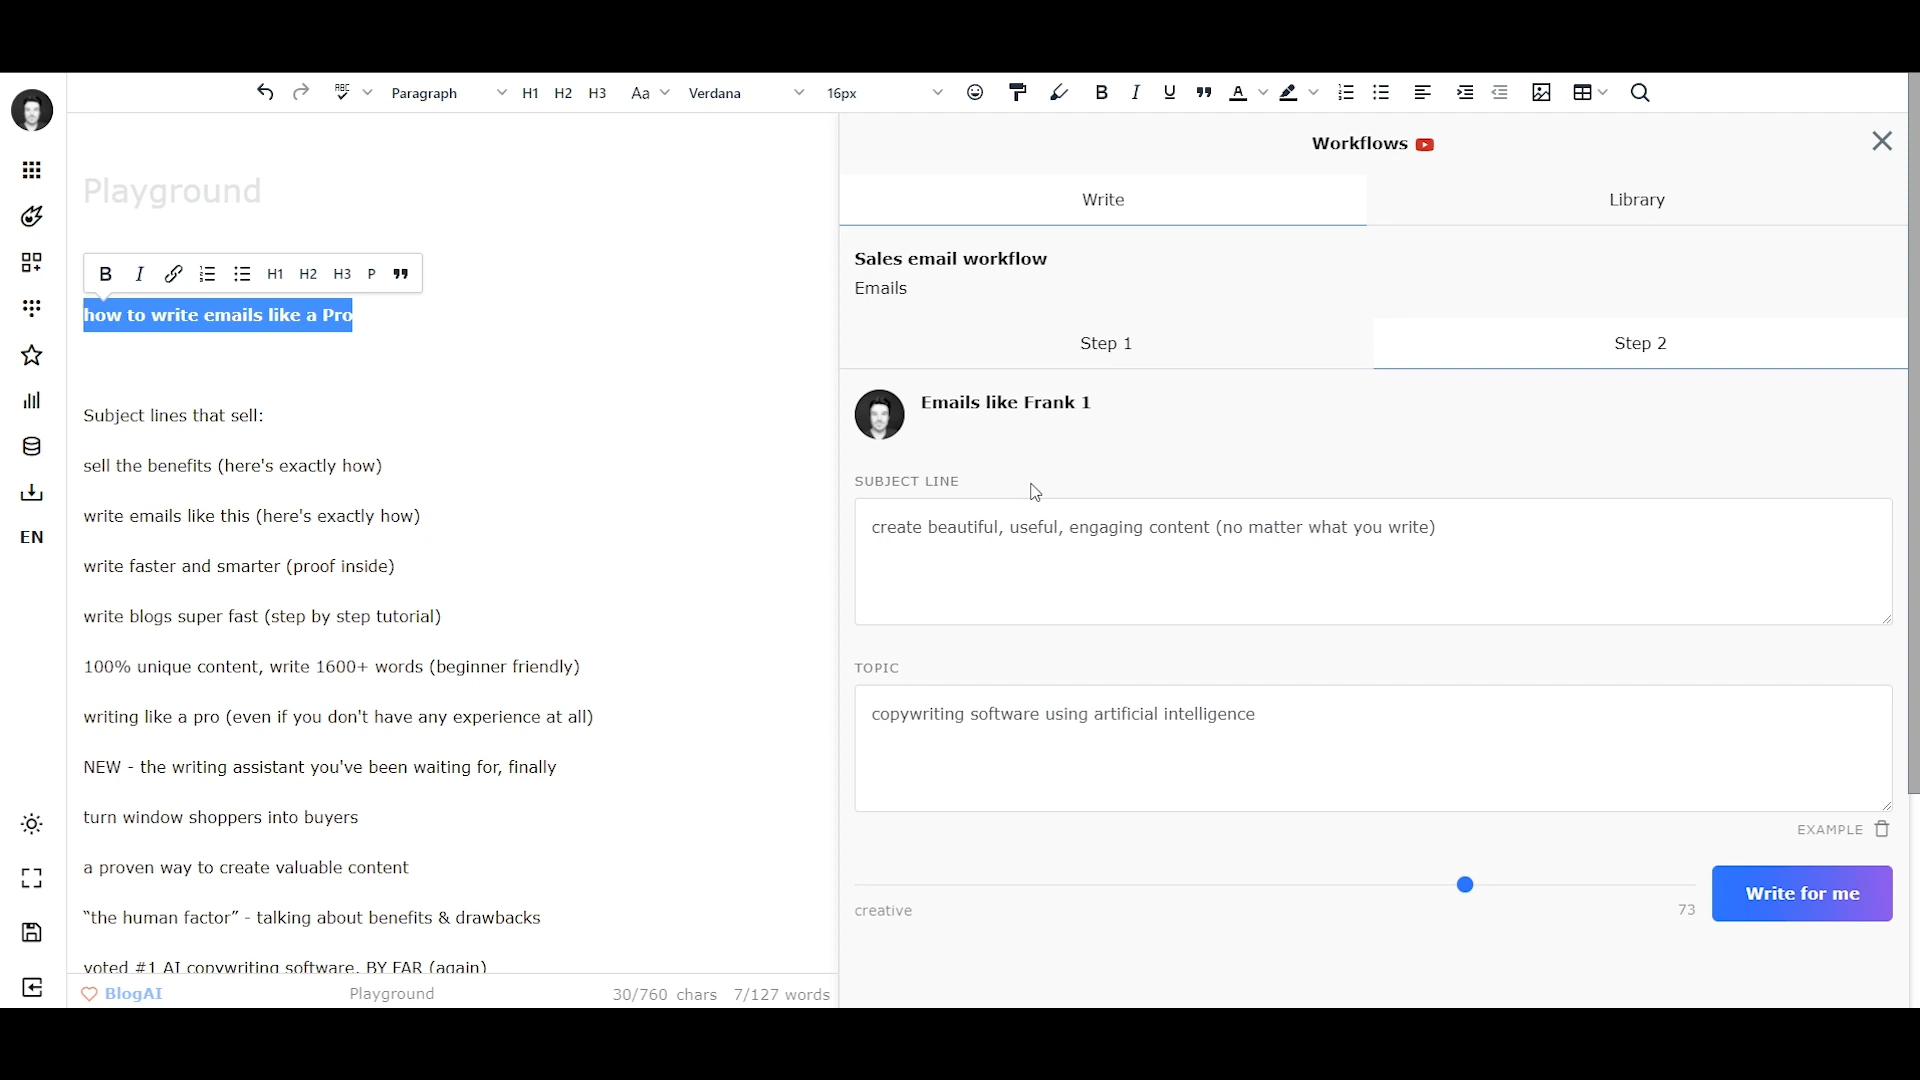 ABC Paragraph H1 H2 H3 Aa Verdana 16px B I U A
Workflows
Playground
Write Library
Sales email workflow
Emails
B I H1 H2 H3 P
how to write emails like a Pro
Step 1 Step 2
Emails like Frank 1
Subject lines that sell:
sell the benefits (here's exactly how)
SUBJECT LINE
write emails like this (here's exactly how)
create beautiful, useful, engaging content (no matter what you write)
EN
write faster and smarter (proof inside)
write blogs super fast (step by step tutorial)
100% unique content, write 1600+ words (beginner friendly)
TOPIC
writing like a pro (even if you don't have any experience at all)
copywriting software using artificial intelligence
NEW - the writing assistant you've been waiting for, finally
turn window shoppers into buyers
EXAMPLE
a proven way to create valuable content
Write for me
creative 73
“the human factor” - talking about benefits & drawbacks
voted #1 AI copywriting software, BY FAR (again)
BlogAI Playground 30/760 chars 7/127 words